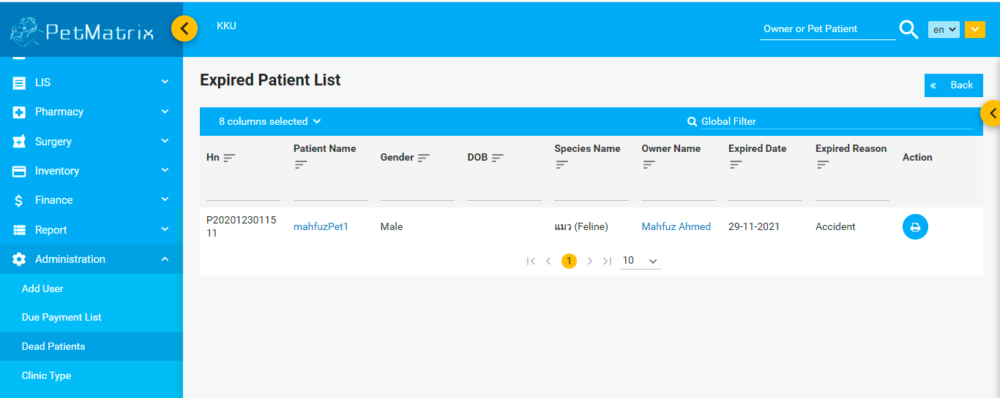 PetMatrix
KKU
Owner or Pet Patient
en
LIS
Pharmacy
Surgery
Inventory
Finance
Report
Administration
Add User
Due Payment List
Dead Patients
Clinic Type
Expired Patient List
« Back
8 columns selected
Global Filter
Hn
Patient Name
Gender
DOB
Species Name
Owner Name
Expired Date
Expired Reason
Action
P20201230115
11
mahfuzPet1
Male
แมว (Feline)
Mahfuz Ahmed
29-11-2021
Accident
1
10